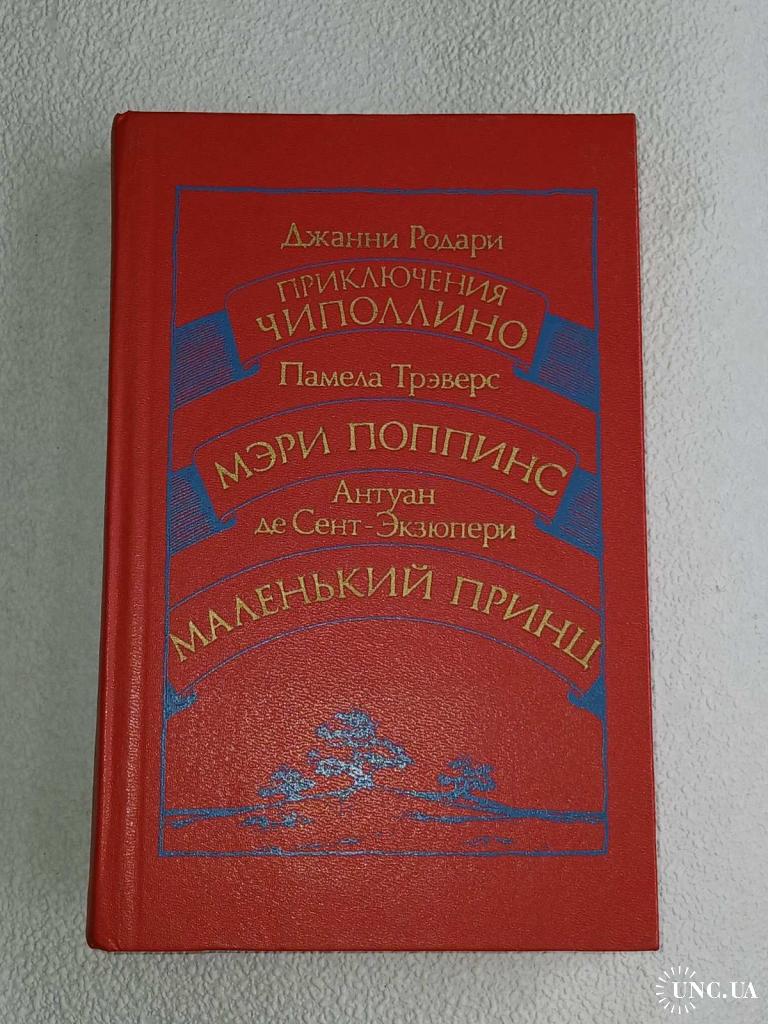 Джанни Родари
ПРИКЛЮЧЕНИЯ
ЧИПОЛЛИНО
Памела Трэверс
МЭРИ ПОППИНС
Антуан
де Сент-Экзюпери
МАЛЕНЬКИЙ ПРИНЦ
UNC.UA